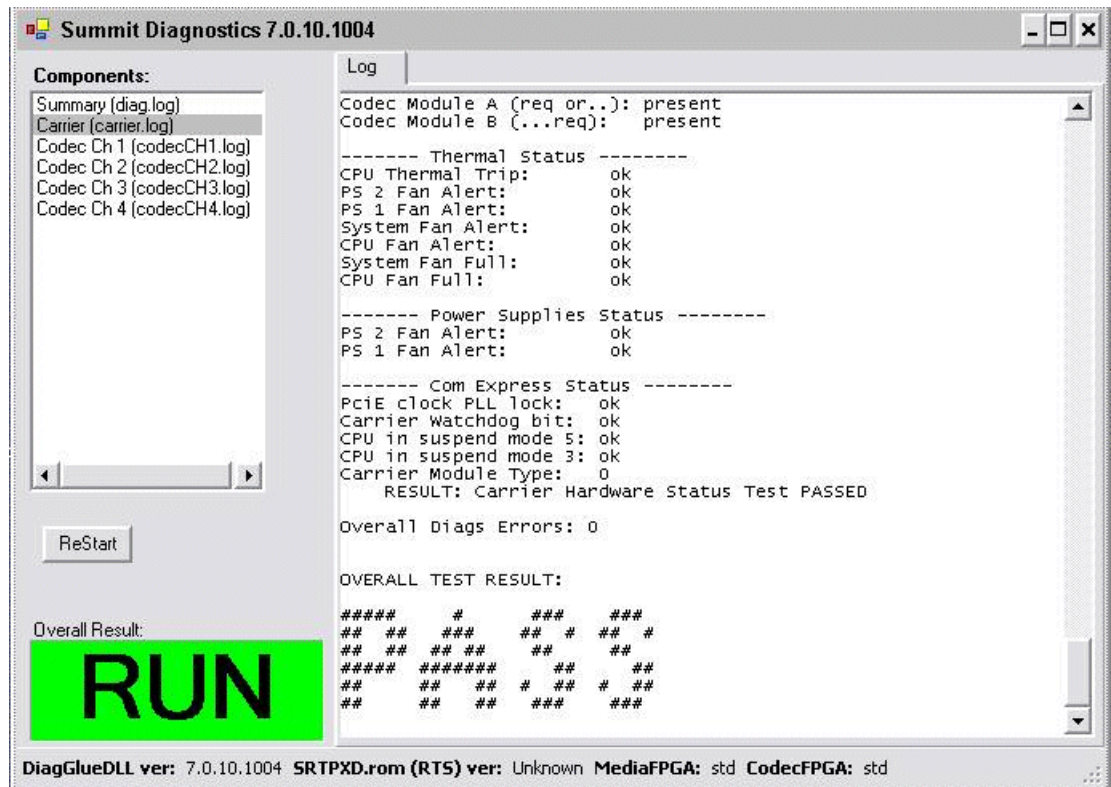 Summit Diagnostics 7.0.10.1004
Components:
Summary (diag.log)
Carrier (carrier.log)
Codec Ch 1 (codecCH1.log)
Codec Ch 2 (codecCH2.log)
Codec Ch 3 (codecCH3.log)
Codec Ch 4 (codecCH4.log)
ReStart
Overall Result:
RUN
Log
Codec Module A (req or..): present
Codec Module B (...req): present
------- Thermal Status --------
CPU Thermal Trip: ok
PS 2 Fan Alert: ok
PS 1 Fan Alert: ok
System Fan Alert: ok
CPU Fan Alert: ok
System Fan Full: ok
CPU Fan Full: ok
------- Power Supplies Status --------
PS 2 Fan Alert: ok
PS 1 Fan Alert: ok
------- Com Express Status --------
PciE clock PLL lock: ok
Carrier Watchdog bit: ok
CPU in suspend mode 5: ok
CPU in suspend mode 3: ok
Carrier Module Type: 0
RESULT: Carrier Hardware Status Test PASSED
Overall Diags Errors: 0
OVERALL TEST RESULT:
PASS
DiagGlueDLL ver: 7.0.10.1004 SRTPXD.rom (RTS) ver: Unknown MediaFPGA: std CodecFPGA: std